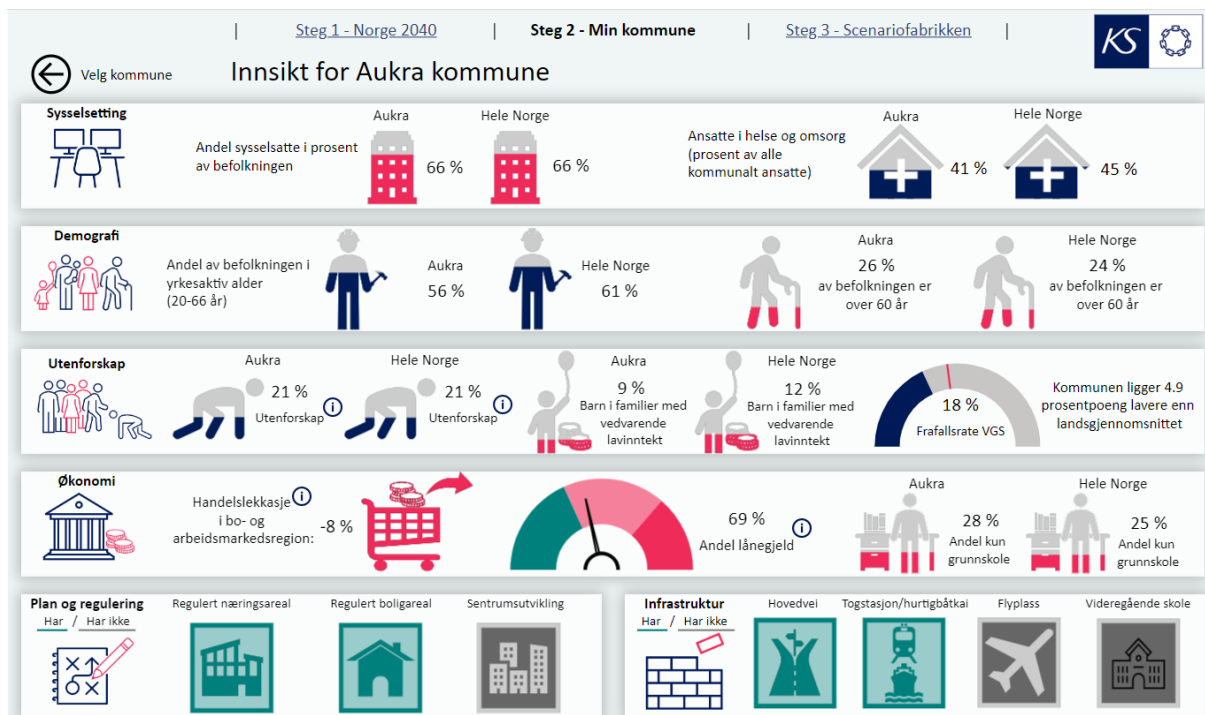 Steg 1 - Norge 2040 | Steg 2 - Min kommune | Steg 3 - Scenariofabrikken
KS
Velg kommune
Innsikt for Aukra kommune
Sysselsetting
Andel sysselsatte i prosent
av befolkningen
Aukra
66 %
Hele Norge
66 %
Ansatte i helse og omsorg
(prosent av alle
kommunalt ansatte)
Aukra
41 %
Hele Norge
45 %
Demografi
Andel av befolkningen i
yrkesaktiv alder
(20-66 år)
Aukra
56 %
Hele Norge
61 %
Aukra
26 %
av befolkningen er
over 60 år
Hele Norge
24 %
av befolkningen er
over 60 år
Utenforskap
Aukra
21 %
Utenforskap
Hele Norge
21 %
Utenforskap
Aukra
9 %
Barn i familier med
vedvarende
lavinntekt
Hele Norge
12 %
Barn i familier med
vedvarende
lavinntekt
18 %
Frafallsrate VGS
Kommunen ligger 4.9
prosentpoeng lavere enn
landsgjennomsnittet
Økonomi
Handelslekkasje
i bo- og
arbeidsmarkedsregion:
-8 %
69 %
Andel lånegjeld
Aukra
28 %
Andel kun
grunnskole
Hele Norge
25 %
Andel kun
grunnskole
Plan og regulering
Har / Har ikke
Regulert næringsareal
Regulert boligareal
Sentrumsutvikling
Infrastruktur
Har / Har ikke
Hovedvei
Togstasjon/hurtigbåtkai
Flyplass
Videregående skole